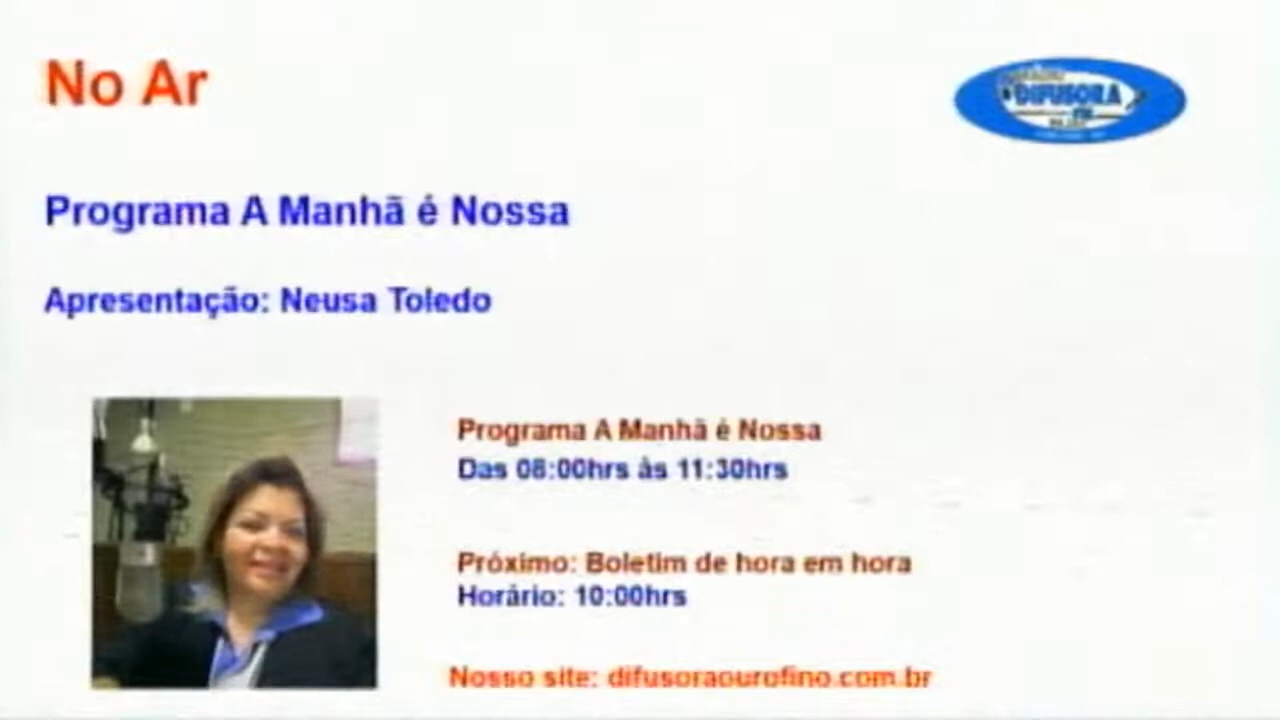 No Ar
DIFUSORA
Programa A Manhã é Nossa
Apresentação: Neusa Toledo
Programa A Manhã é Nossa
Das 08:00hrs às 11:30hrs
Próximo: Boletim de hora em hora
Horário: 10:00hrs
Nosso site: difusoraourofino.com.br